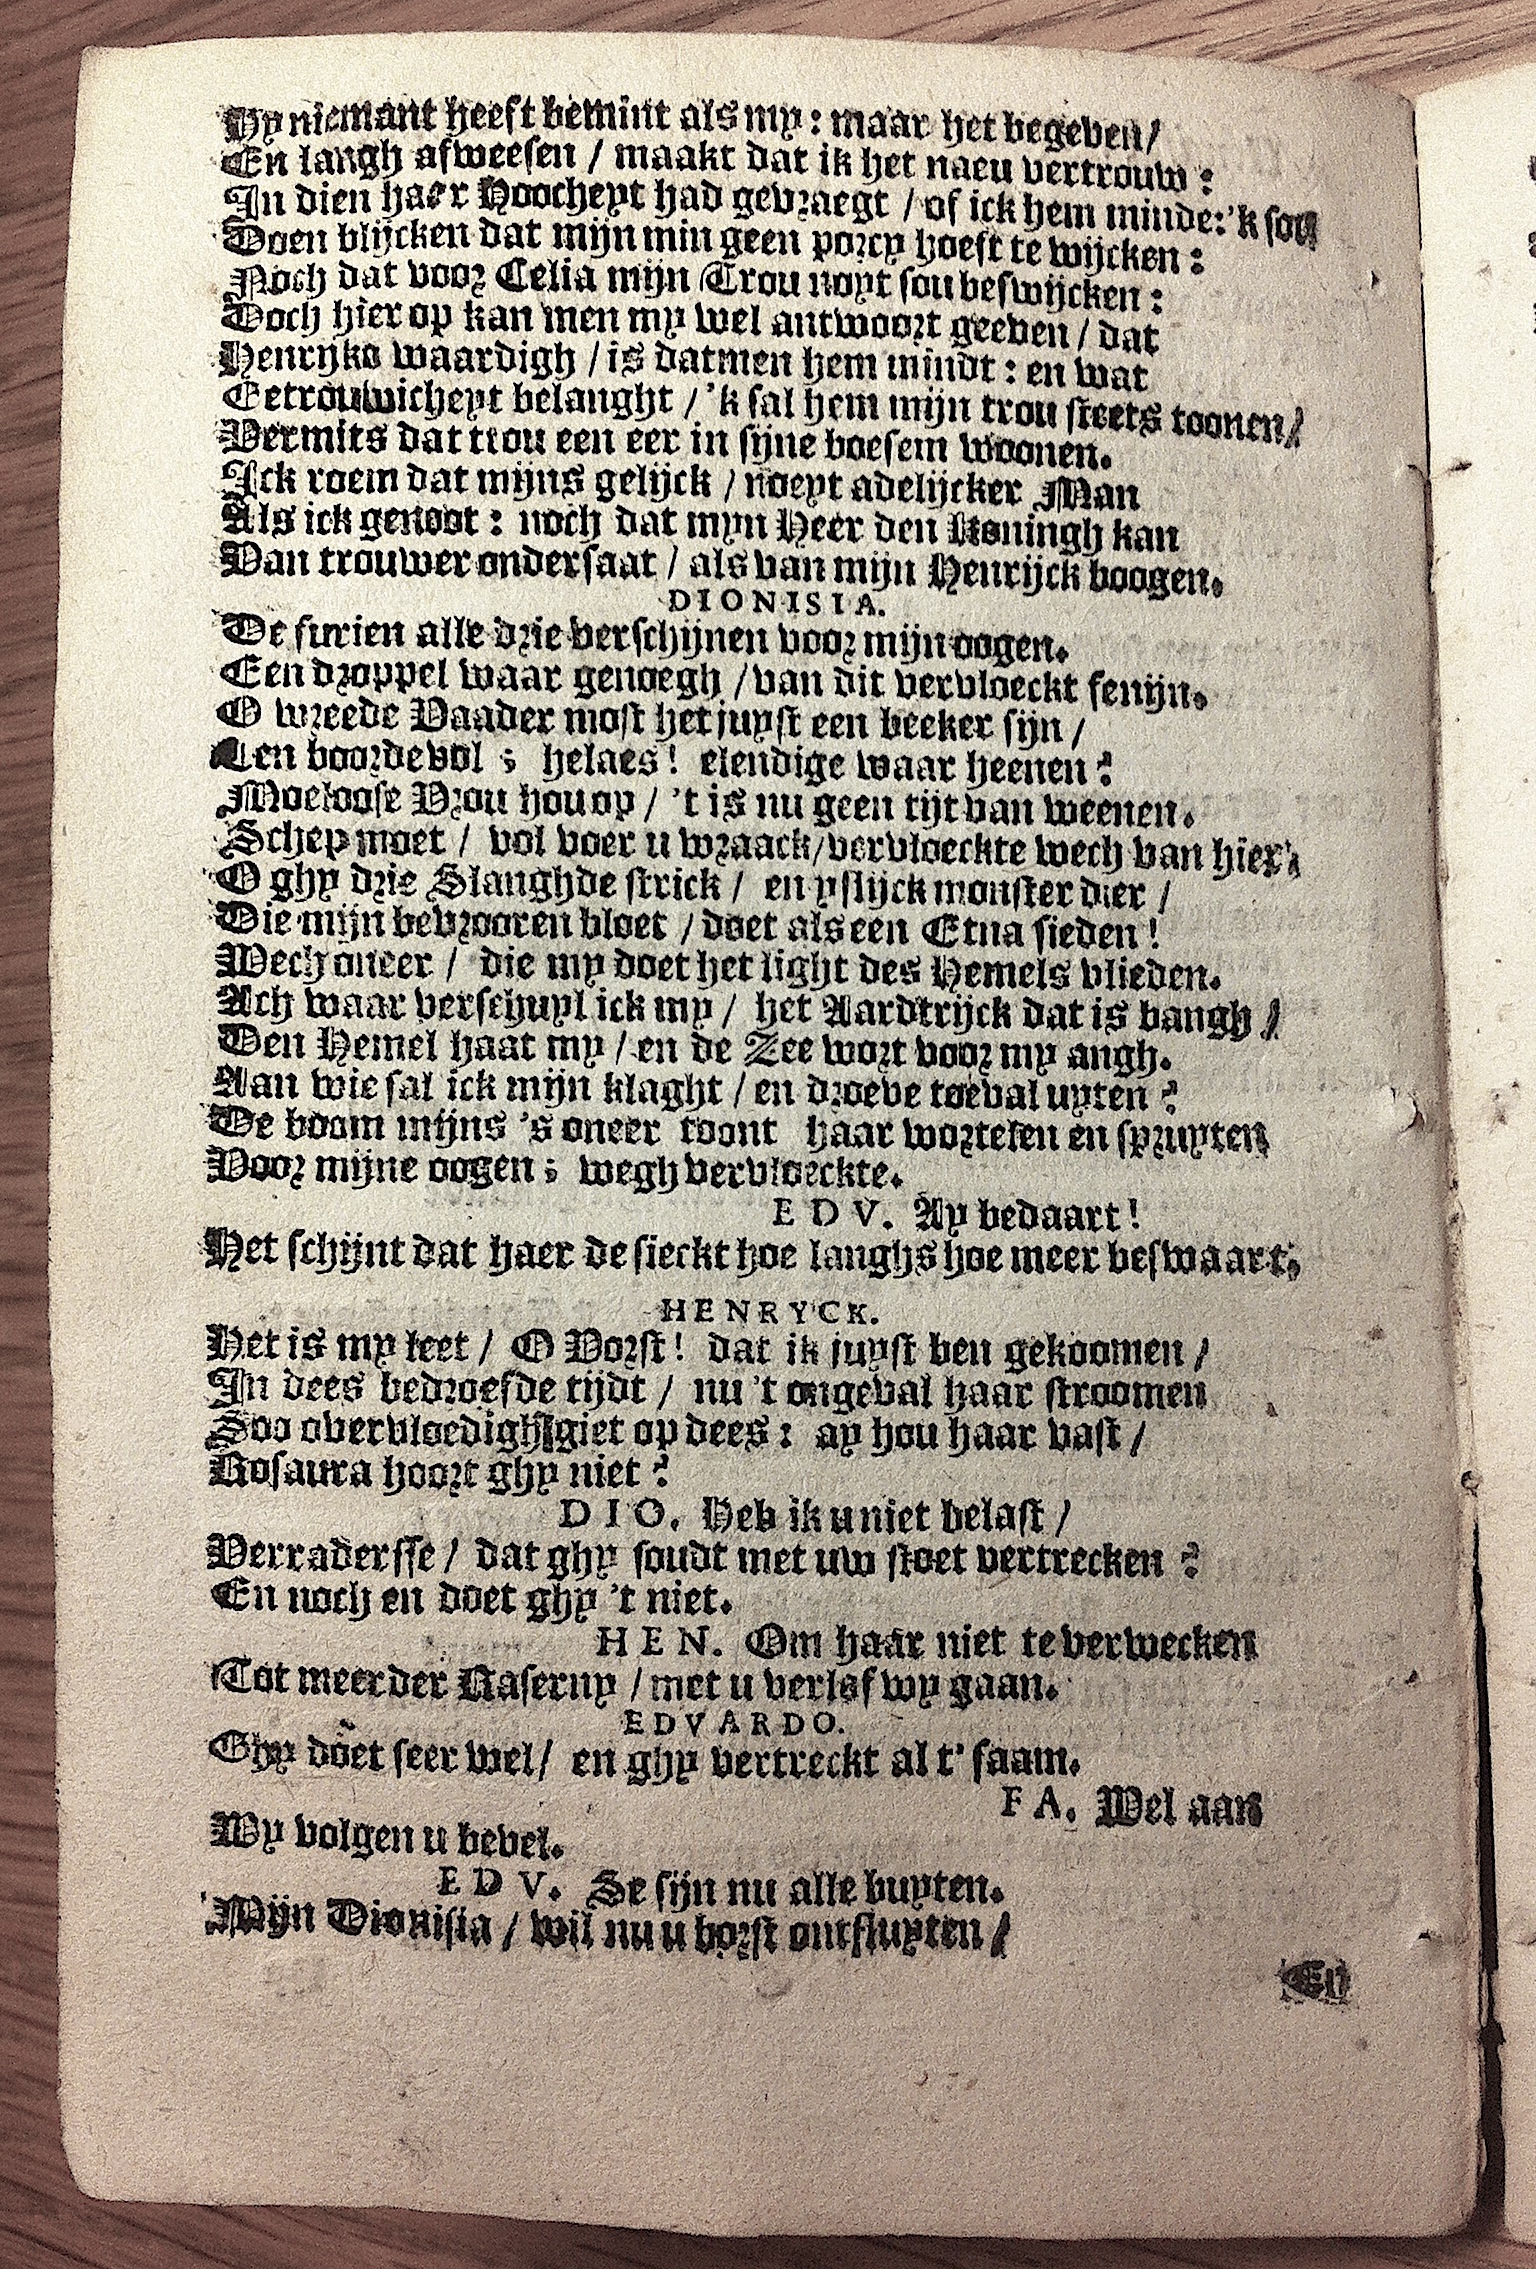 Hy niemant heeft bemint als my : maar het begeven /
En langh afweesen / maakt dat ik het naeu vertrouw :
In dien haer Hoocheyt had gevraegt / of ick hem minde: 'k sou
Doen blijcken dat mijn min geen porcy hoeft te wijcken :
Noch dat voor Celia mijn Trou noyt sou beswijcken :
Doch hier op kan men my wel antwoort geeven / dat
Henrijko waardigh / is datmen hem mindt : en wat
Getrouwicheyt belanght / 'k sal hem mijn trou steets toonen /
Vermits dat trou een eer in sijne boesem woonen.
Ick roem dat mijns gelijck / noeyt adelijcker Man
Als ick genoot : noch dat myn Heer den Koningh kan
Van trouwer ondersaat / als van mijn Henrijck boogen.
DIONISIA.
De furien alle drie verschijnen voor mijn oogen.
Een droppel waar genoegh / van dit vervloeckt fenijn.
O wreede Vaader most het juyst een beeker sijn /
Een boordevol ; helaes ! elendige waar heenen ?
Moeloose Vrou hou op / 't is nu geen tijt van weenen.
Schep moet / vol voer u wraack / vervloeckte wech van hier ;
O ghy drie Slanghde strick / en yslijck monster dier /
Die mijn bevrooren bloet / doet als een Etna sieden !
Wech oneer / die my doet het light des Hemels vlieden.
Ach waar verschuyl ick my / het Aardtrijck dat is bangh /
Den Hemel haat my / en de Zee wort voor my angh.
Aan wie sal ick mijn klaght / en droeve toeval uyten ?
De boom mijns 's oneer toont haar wortelen en spruyten
Voor mijne oogen ; wegh vervloeckte.
EDV. Ay bedaart !
Het schijnt dat haer de sieckt hoe langhs hoe meer beswaart.
HENRYCK.
Het is my leet / O Vorst ! dat ik juyst ben gekoomen /
In dees bedroefde tijdt / nu 't ongeval haar stroomen
Soo overvloedigh giet op dees : ay hou haar vast /
Rosaura hoort ghy niet ?
DIO. Heb ik u niet belast /
Verradersse / dat ghy soudt met uw stoet vertrecken ?
En noch en doet ghy 't niet.
HEN. Om haar niet te verwecken
Tot meerder Raserny / met u verlof wy gaan.
EDVARDO.
Ghy doet seer wel / en ghy vertreckt al t' saam.
FA. Wel aan
Wy volgen u bevel.
EDV. Se sijn nu alle buyten.
Mijn Dionisia / wil nu u borst ontsluyten /
En